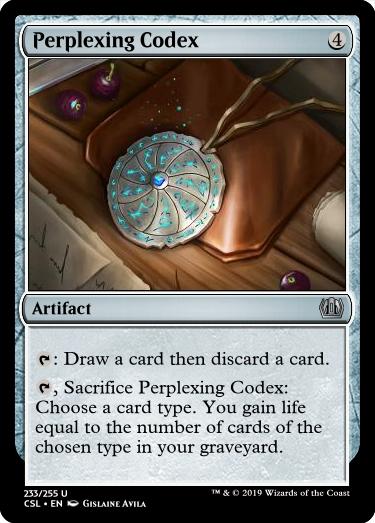 Perplexing Codex 4
Artifact
: Draw a card then discard a card.
, Sacrifice Perplexing Codex:
Choose a card type. You gain life
equal to the number of cards of the
chosen type in your graveyard.
233/255 U
CSL • EN Gislaine Avila
™ & © 2019 Wizards of the Coast